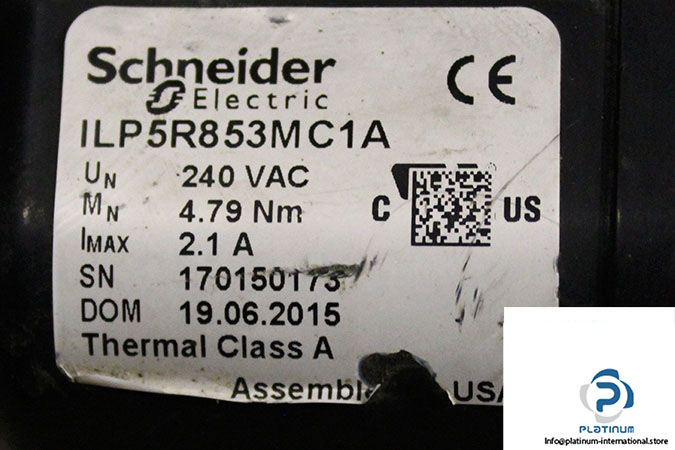 Schneider
Electric
CE
ILP5R853MC1A
UN 240 VAC
MN 4.79 Nm
IMAX 2.1 A
C US
SN 170150173
DOM 19.06.2015
Thermal Class A
USA
PLATINUM
info@platinum-international.store